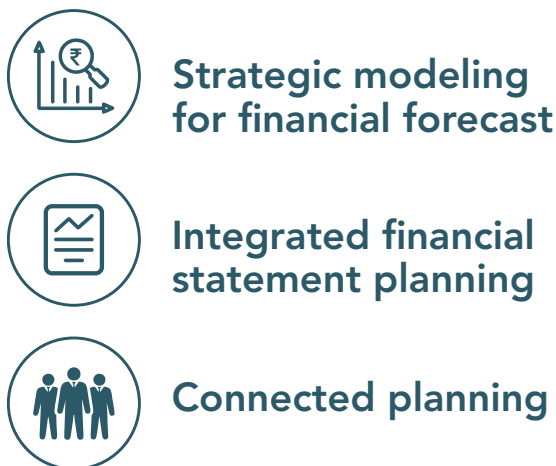 ₹
Strategic modeling
for financial forecast
Integrated financial
statement planning
Connected planning